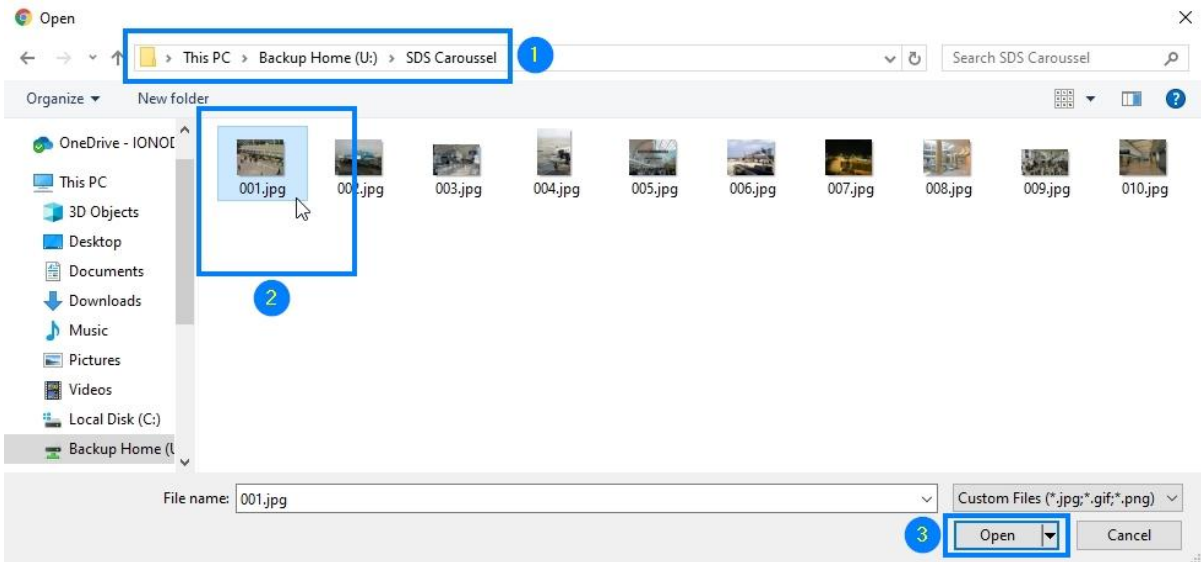 Open
This PC > Backup Home (U:) > SDS Caroussel
1
Search SDS Caroussel
Organize
New folder
OneDrive - IONOD
This PC
3D Objects
Desktop
Documents
Downloads
Music
Pictures
Videos
Local Disk (C:)
Backup Home (U
001.jpg
002.jpg
003.jpg
004.jpg
005.jpg
006.jpg
007.jpg
008.jpg
009.jpg
010.jpg
2
File name: 001.jpg
Custom Files (*.jpg;*.gif;*.png)
3
Open
Cancel